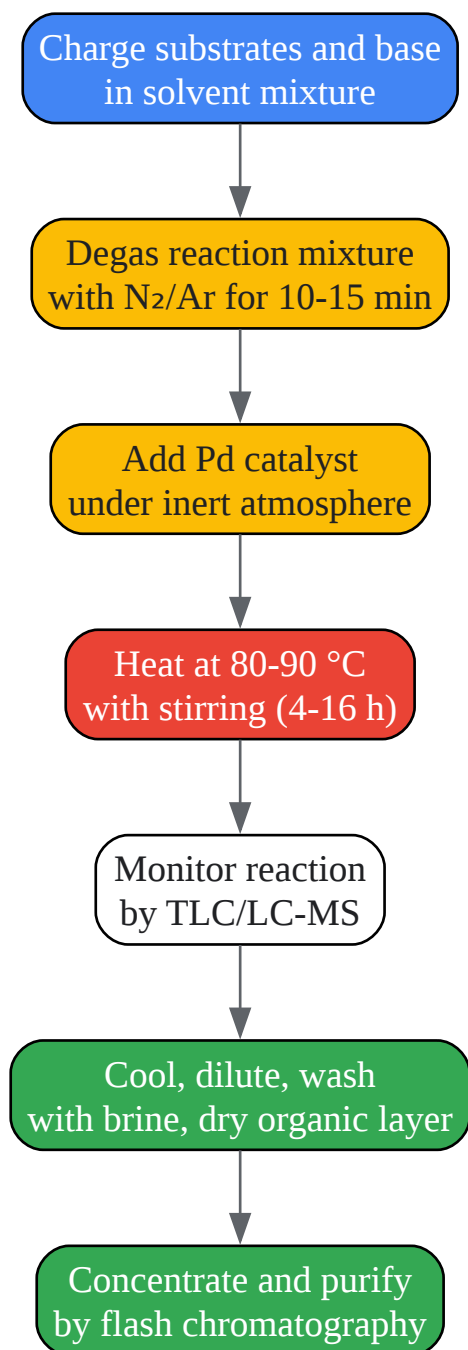 Charge substrates and base
in solvent mixture
Degas reaction mixture
with N₂/Ar for 10-15 min
Add Pd catalyst
under inert atmosphere
Heat at 80-90 °C
with stirring (4-16 h)
Monitor reaction
by TLC/LC-MS
Cool, dilute, wash
with brine, dry organic layer
Concentrate and purify
by flash chromatography